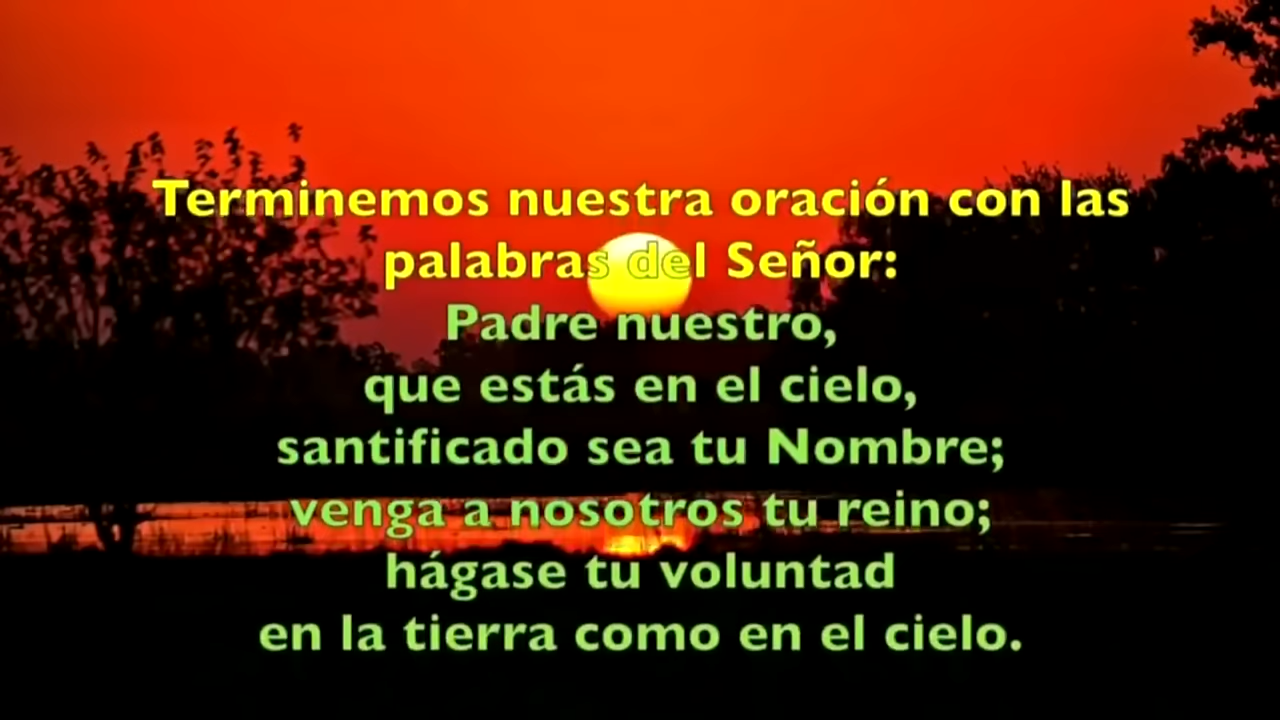 Terminemos nuestra oración con las
palabras del Señor:
Padre nuestro,
que estás en el cielo,
santificado sea tu Nombre;
venga a nosotros tu reino;
hágase tu voluntad
en la tierra como en el cielo.